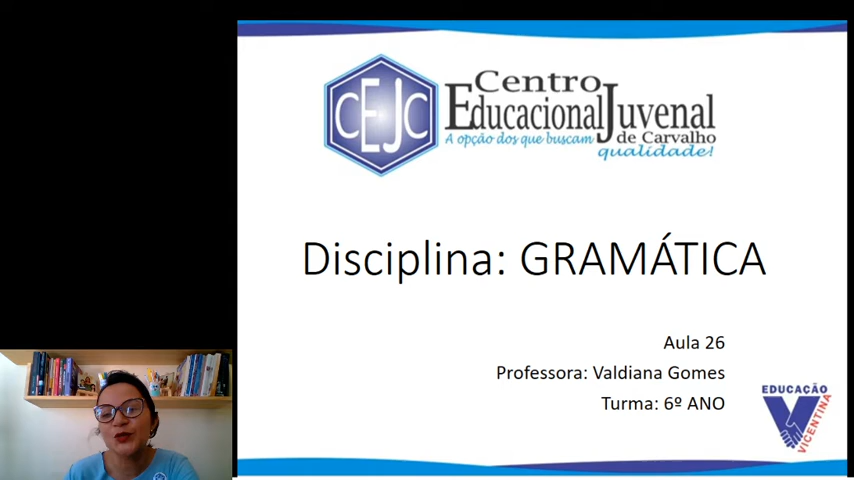 CEJC
Centro
Educacional Juvenal
de Carvalho
A opção dos que buscam
qualidade!
Disciplina: GRAMÁTICA
Aula 26
Professora: Valdiana Gomes
Turma: 6º ANO
EDUCAÇÃO
VICENTINA